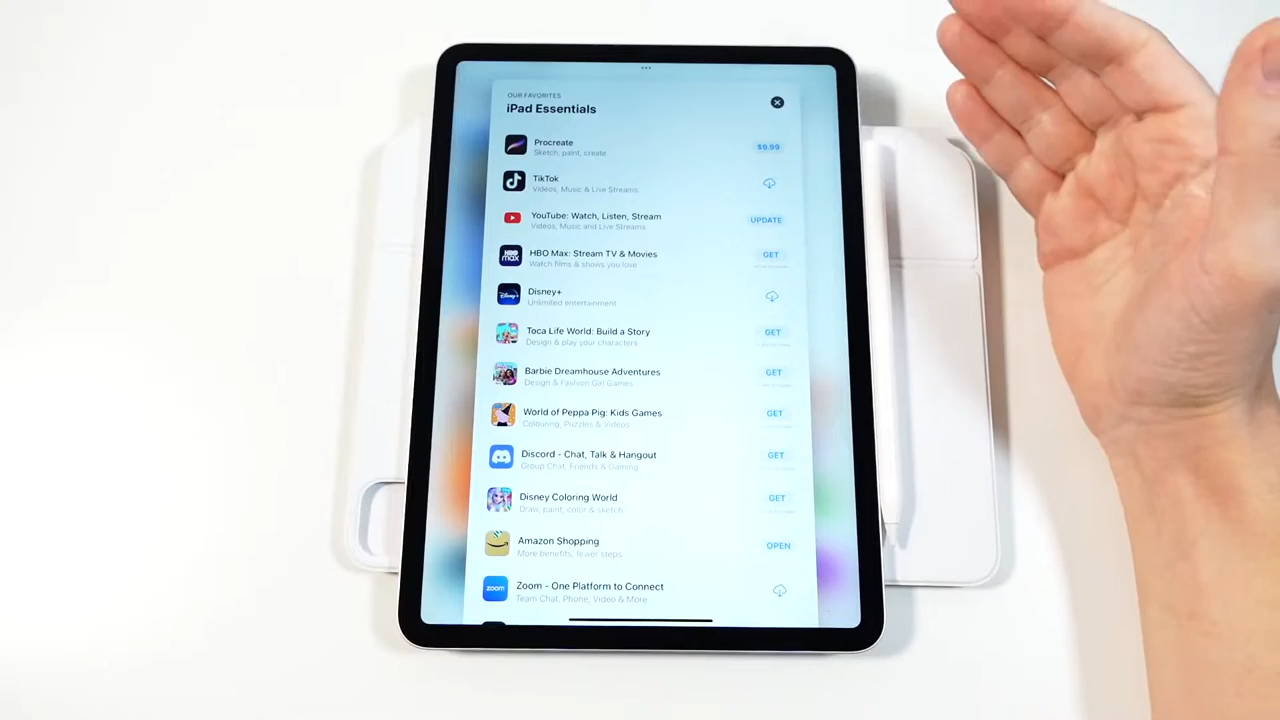 OUR FAVORITES
iPad Essentials
Procreate
Sketch, paint, create
$9.99
TikTok
Videos, Music & Live Streams
YouTube: Watch, Listen, Stream
Videos, Music and Live Streams
UPDATE
HBO Max: Stream TV & Movies
Watch films & shows you love
GET
HBO
max
Disney+
Unlimited entertainment
Disney+
Toca Life World: Build a Story
Design & play your characters
GET
Barbie Dreamhouse Adventures
Design & Fashion Girl Games
GET
World of Peppa Pig: Kids Games
Colouring, Puzzles & Videos
GET
Discord - Chat, Talk & Hangout
Group Chat, Friends & Gaming
GET
Disney Coloring World
Draw, paint, color & sketch
GET
Amazon Shopping
More benefits, fewer steps
OPEN
zoom
Zoom - One Platform to Connect
Team Chat, Phone, Video & More